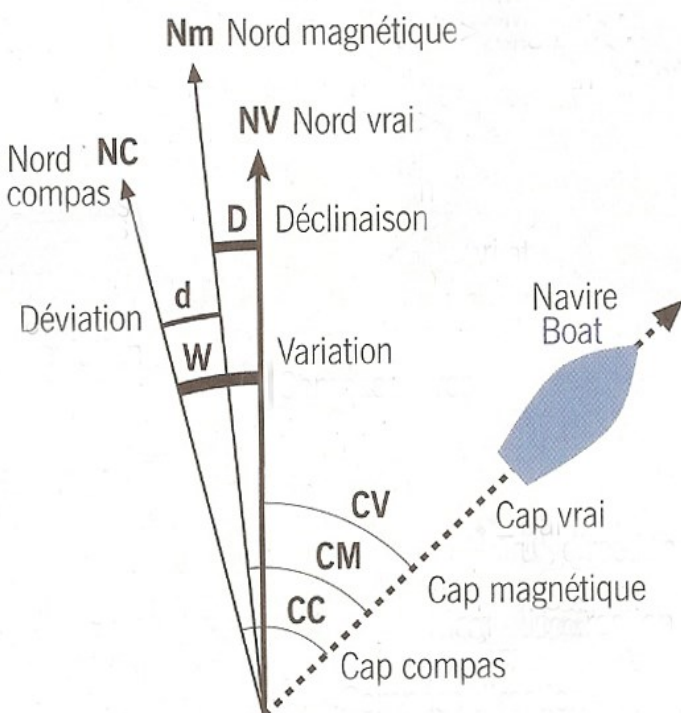 Nm Nord magnétique
NV Nord vrai
Nord NC
compas
D Déclinaison
d
Déviation
W Variation
Navire
Boat
CV
Cap vrai
CM
Cap magnétique
CC
Cap compas